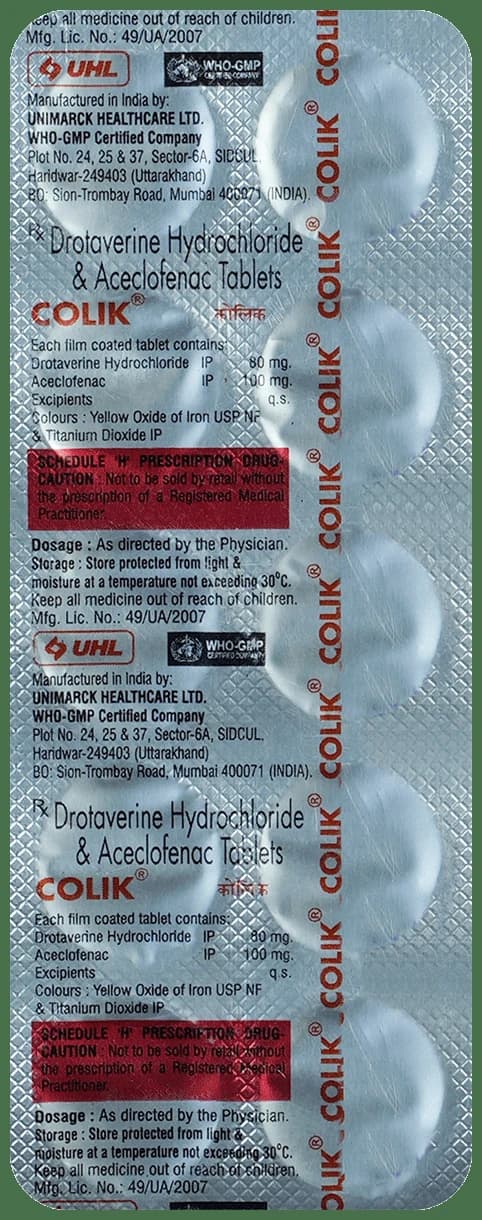 Keep all medicine out of reach of children.
Mfg. Lic. No.: 49/UA/2007
UHL
WHO-GMP
CERTIFIED COMPANY
Manufactured in India by:
UNIMARCK HEALTHCARE LTD.
WHO-GMP Certified Company
Plot No. 24, 25 & 37, Sector-6A, SIDCUL,
Haridwar-249403 (Uttarakhand)
BO: Sion-Trombay Road, Mumbai 400071 (INDIA).
Rx Drotaverine Hydrochloride
& Aceclofenac Tablets
COLIK® कोलिक
Each film coated tablet contains:
Drotaverine Hydrochloride IP 80 mg.
Aceclofenac IP 100 mg.
Excipients q.s.
Colours : Yellow Oxide of Iron USP NF
& Titanium Dioxide IP
SCHEDULE 'H' PRESCRIPTION DRUG-
CAUTION : Not to be sold by retail without
the prescription of a Registered Medical
Practitioner.
Dosage : As directed by the Physician.
Storage : Store protected from light &
moisture at a temperature not exceeding 30°C.
Keep all medicine out of reach of children.
Mfg. Lic. No.: 49/UA/2007
UHL
WHO-GMP
CERTIFIED COMPANY
Manufactured in India by:
UNIMARCK HEALTHCARE LTD.
WHO-GMP Certified Company
Plot No. 24, 25 & 37, Sector-6A, SIDCUL,
Haridwar-249403 (Uttarakhand)
BO: Sion-Trombay Road, Mumbai 400071 (INDIA).
Rx Drotaverine Hydrochloride
& Aceclofenac Tablets
COLIK® कोलिक
Each film coated tablet contains:
Drotaverine Hydrochloride IP 80 mg.
Aceclofenac IP 100 mg.
Excipients q.s.
Colours : Yellow Oxide of Iron USP NF
& Titanium Dioxide IP
SCHEDULE 'H' PRESCRIPTION DRUG-
CAUTION : Not to be sold by retail without
the prescription of a Registered Medical
Practitioner.
Dosage : As directed by the Physician.
Storage : Store protected from light &
moisture at a temperature not exceeding 30°C.
Keep all medicine out of reach of children.
Mfg. Lic. No.: 49/UA/2007
COLIK® COLIK® COLIK® COLIK® COLIK® COLIK® COLIK® COLIK® COLIK® COLIK